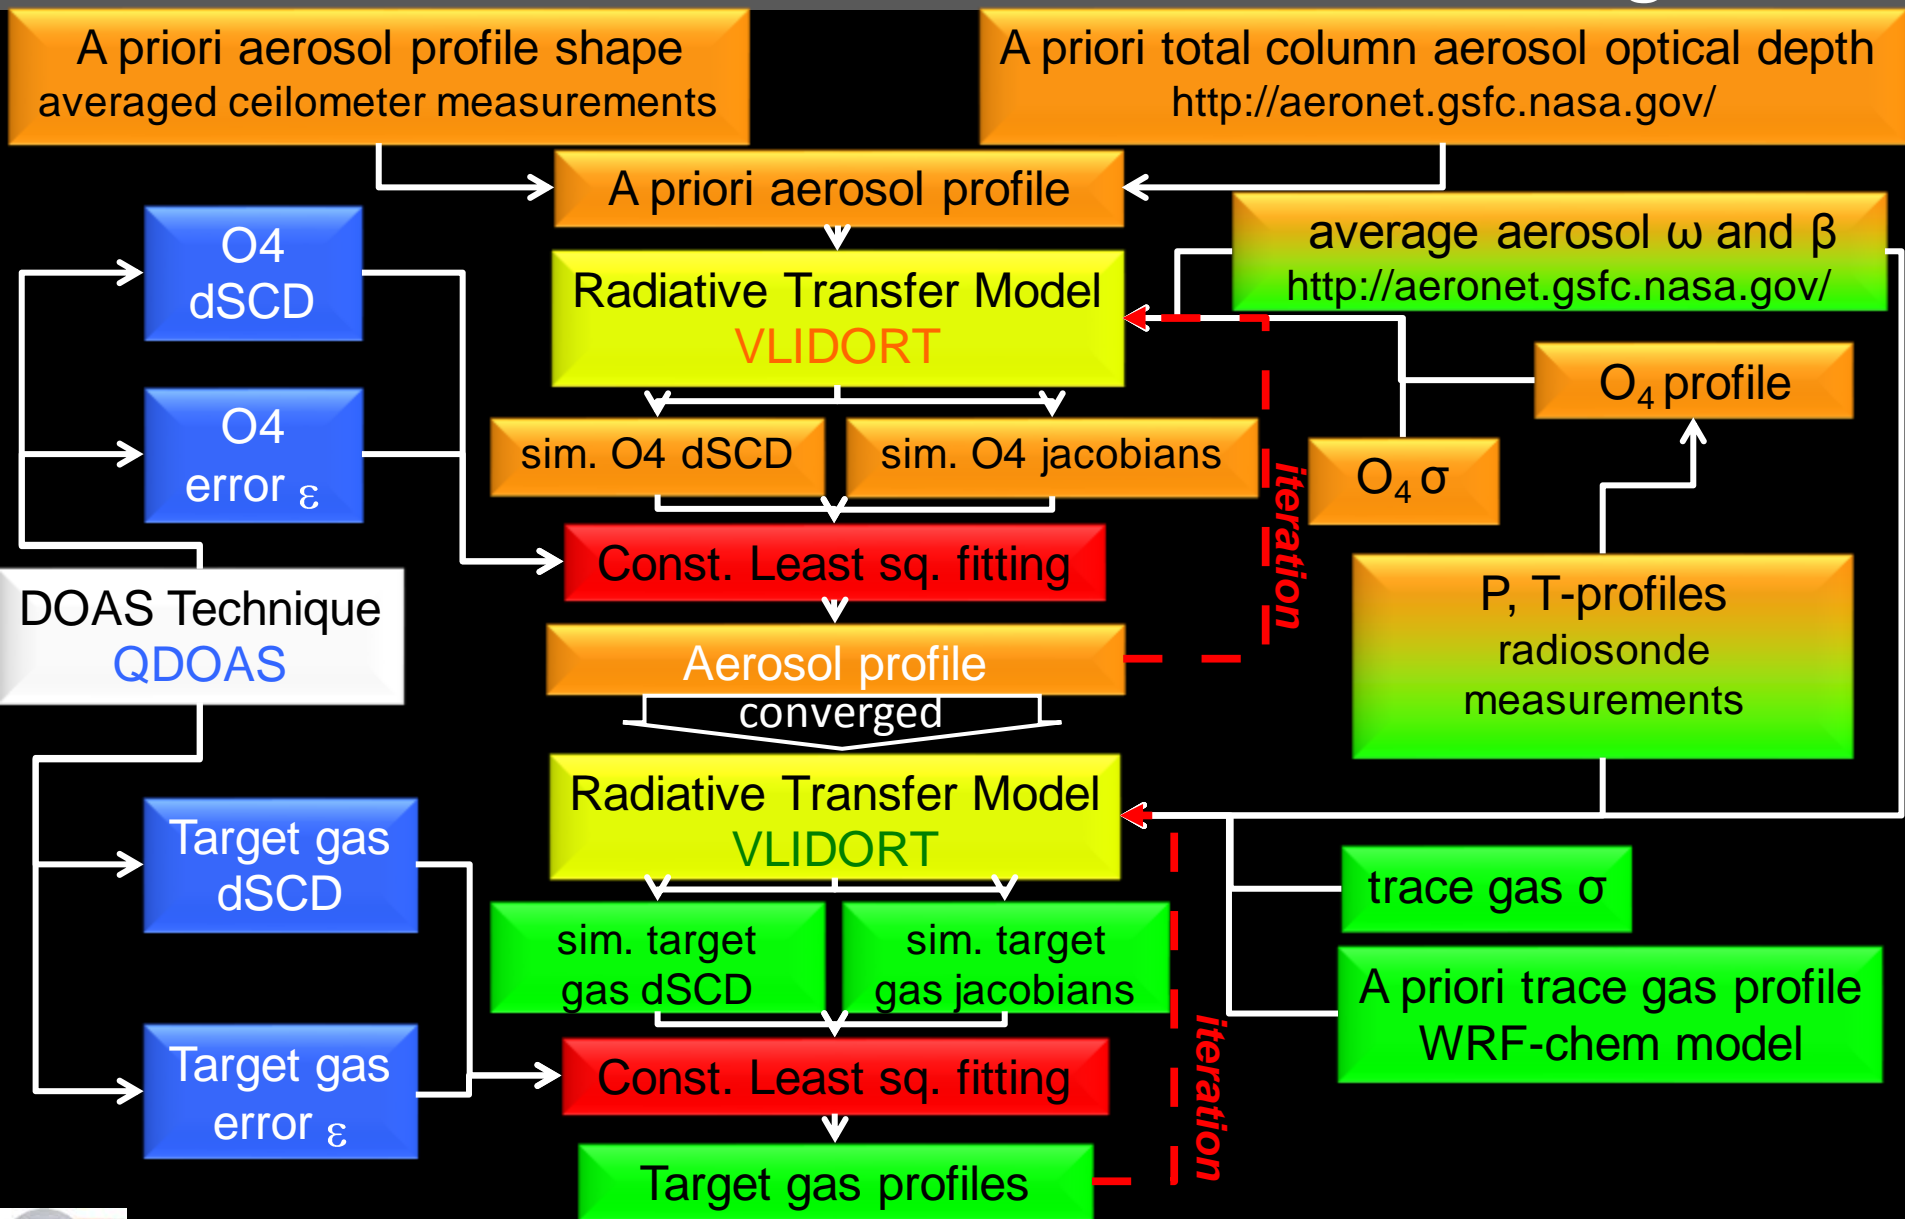 A priori aerosol profile shape
averaged ceilometer measurements
A priori total column aerosol optical depth
http://aeronet.gsfc.nasa.gov/
A priori aerosol profile
average aerosol ω and β
http://aeronet.gsfc.nasa.gov/
O4
dSCD
Radiative Transfer Model
VLIDORT
O₄ profile
O4
error ε
sim. O4 dSCD
sim. O4 jacobians
iteration
O₄ σ
Const. Least sq. fitting
DOAS Technique
QDOAS
P, T-profiles
radiosonde
measurements
Aerosol profile
converged
Radiative Transfer Model
VLIDORT
Target gas
dSCD
trace gas σ
sim. target
gas dSCD
sim. target
gas jacobians
A priori trace gas profile
WRF-chem model
Target gas
error ε
Const. Least sq. fitting
iteration
Target gas profiles